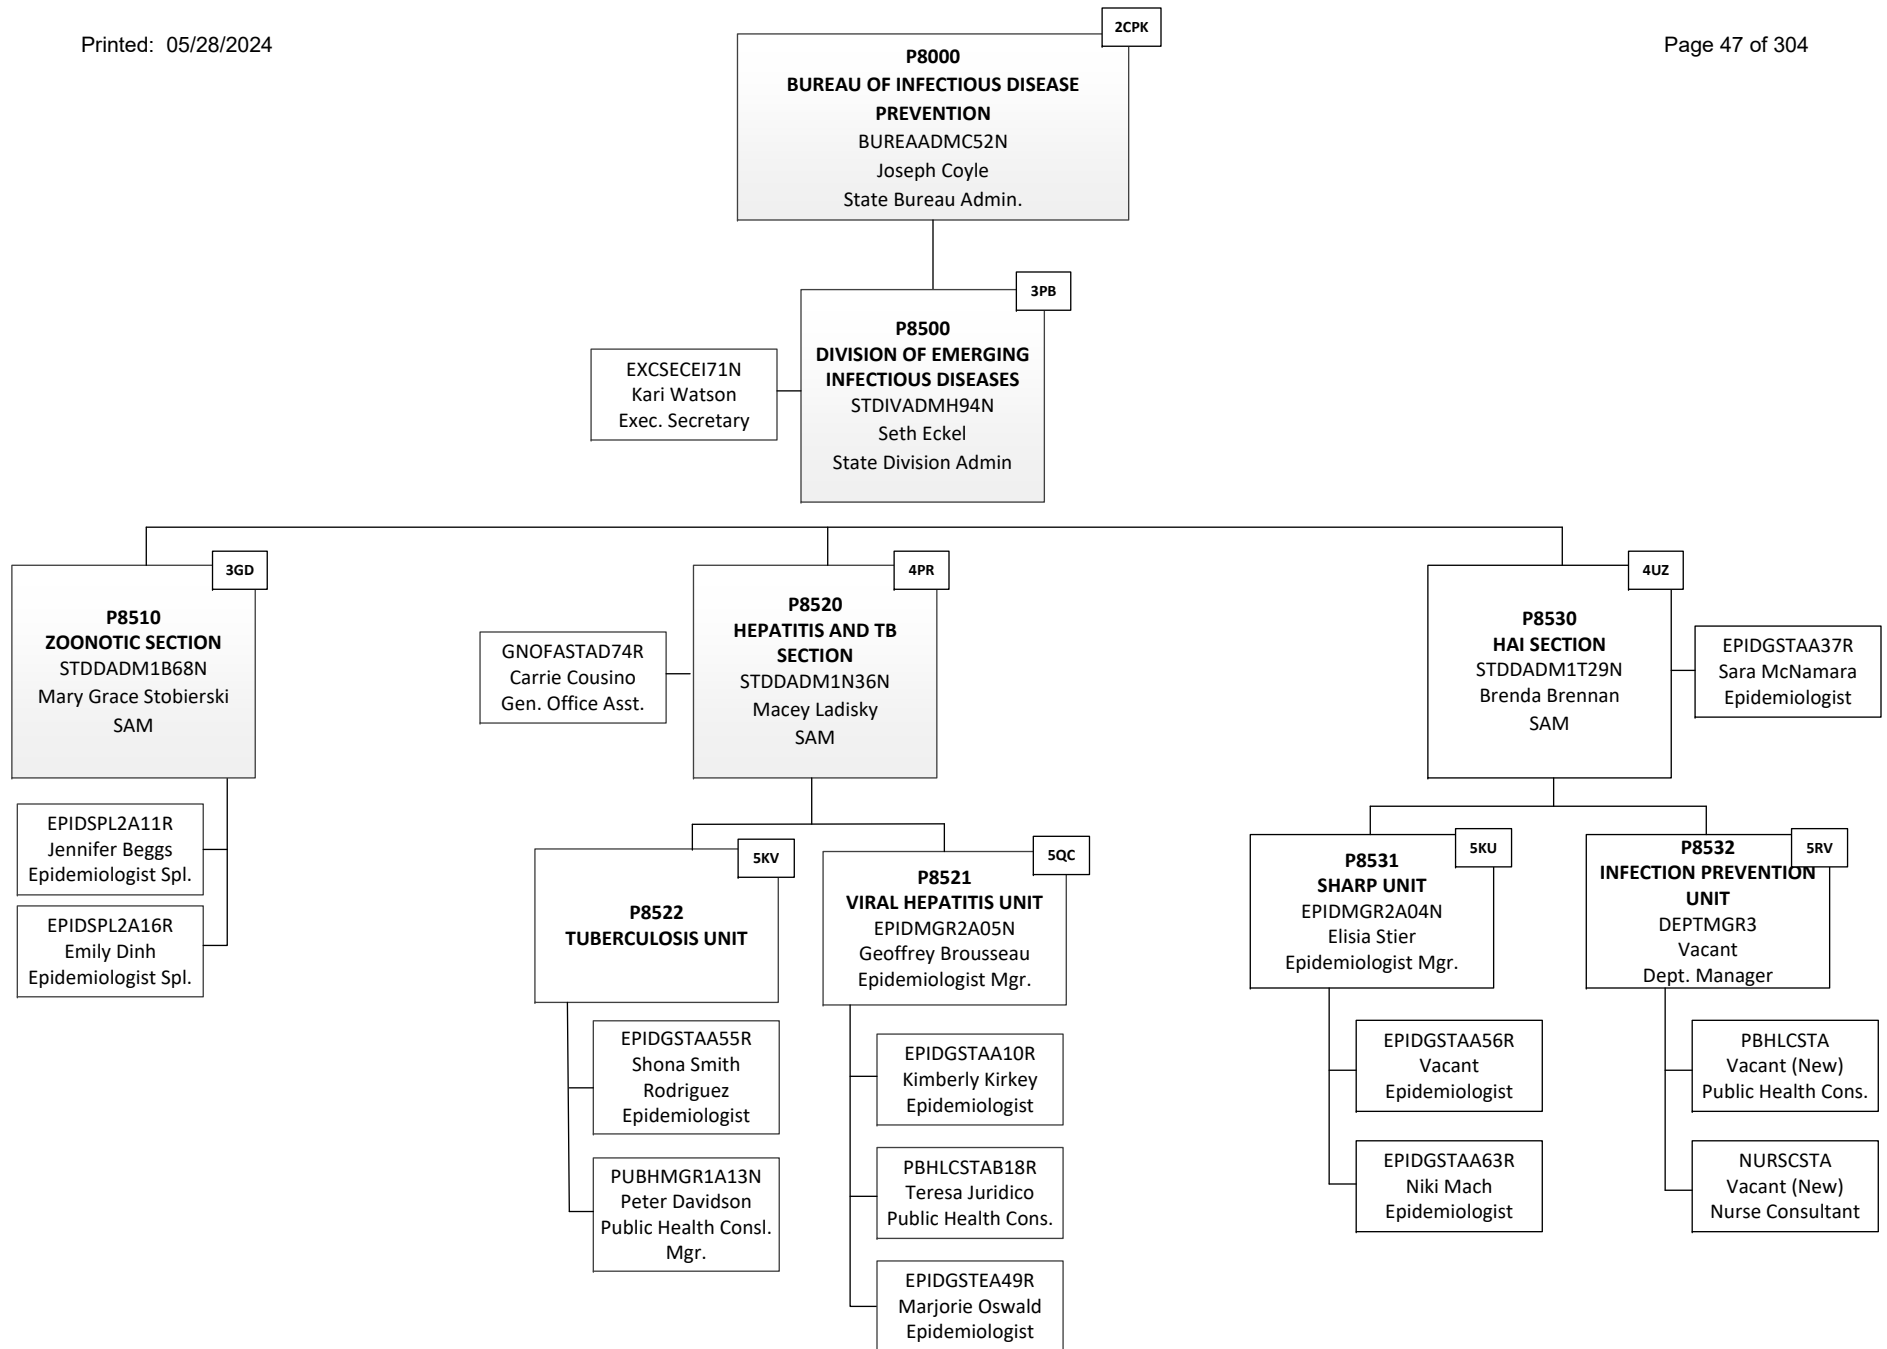 Printed: 05/28/2024
Page 47 of 304
2CPK
P8000
BUREAU OF INFECTIOUS DISEASE
PREVENTION
BUREAADMC52N
Joseph Coyle
State Bureau Admin.
3PB
P8500
DIVISION OF EMERGING
INFECTIOUS DISEASES
STDIVADMH94N
Seth Eckel
State Division Admin
EXCSECEI71N
Kari Watson
Exec. Secretary
3GD
P8510
ZOONOTIC SECTION
STDDADM1B68N
Mary Grace Stobierski
SAM
EPIDSPL2A11R
Jennifer Beggs
Epidemiologist Spl.
EPIDSPL2A16R
Emily Dinh
Epidemiologist Spl.
4PR
P8520
HEPATITIS AND TB
SECTION
STDDADM1N36N
Macey Ladisky
SAM
GNOFASTAD74R
Carrie Cousino
Gen. Office Asst.
5KV
P8522
TUBERCULOSIS UNIT
EPIDGSTAA55R
Shona Smith
Rodriguez
Epidemiologist
PUBHMGR1A13N
Peter Davidson
Public Health Consl.
Mgr.
5QC
P8521
VIRAL HEPATITIS UNIT
EPIDMGR2A05N
Geoffrey Brousseau
Epidemiologist Mgr.
EPIDGSTAA10R
Kimberly Kirkey
Epidemiologist
PBHLCSTAB18R
Teresa Juridico
Public Health Cons.
EPIDGSTEA49R
Marjorie Oswald
Epidemiologist
4UZ
P8530
HAI SECTION
STDDADM1T29N
Brenda Brennan
SAM
EPIDGSTAA37R
Sara McNamara
Epidemiologist
5KU
P8531
SHARP UNIT
EPIDMGR2A04N
Elisia Stier
Epidemiologist Mgr.
EPIDGSTAA56R
Vacant
Epidemiologist
EPIDGSTAA63R
Niki Mach
Epidemiologist
5RV
P8532
INFECTION PREVENTION
UNIT
DEPTMGR3
Vacant
Dept. Manager
PBHLCSTA
Vacant (New)
Public Health Cons.
NURSCSTA
Vacant (New)
Nurse Consultant